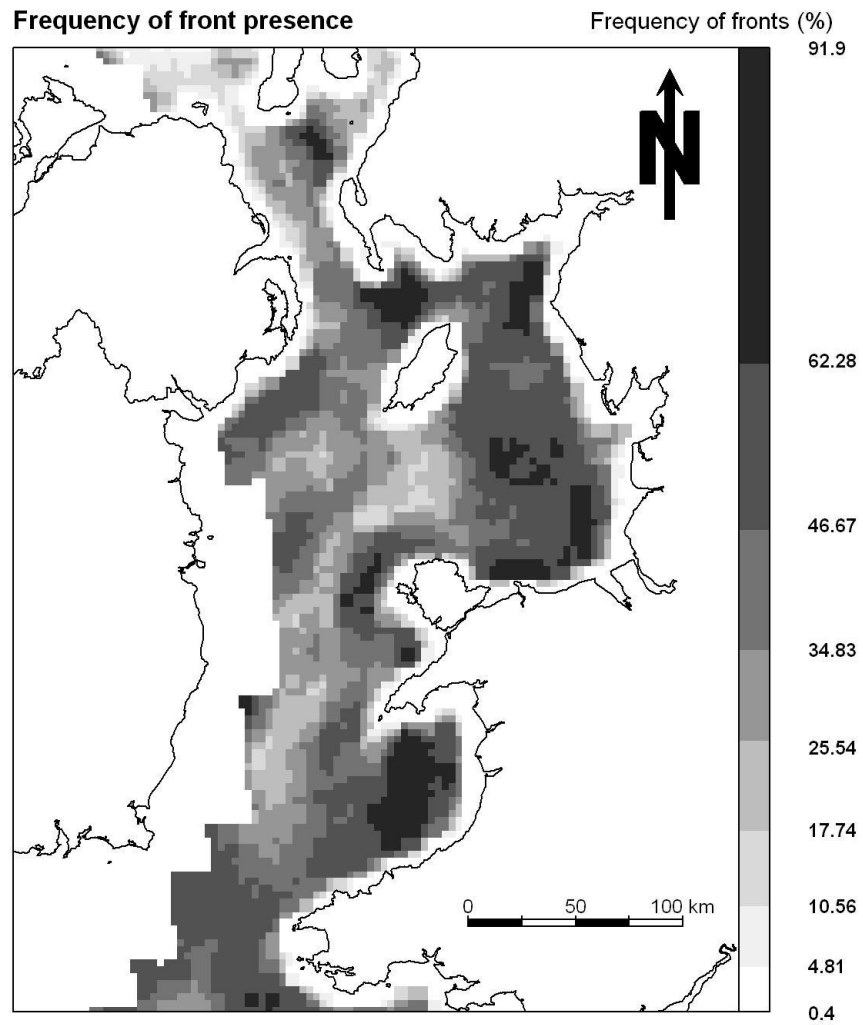 Frequency of front presence
Frequency of fronts (%)
91.9
N
62.28
46.67
34.83
25.54
17.74
0 50 100 km
10.56
4.81
0.4